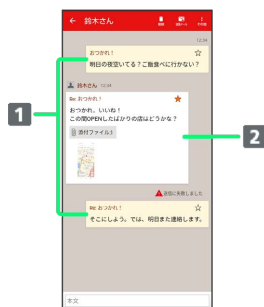 ← 鈴木さん
12:34
おつかれ!
明日の夜空いてる?ご飯食べに行かない?
1
鈴木さん 12:34
Re おつかれ!
おつかれ、いいね!
この間OPENしたばかりの店はどうかな?
添付ファイル1
2
送信に失敗しました
Re おつかれ!
そこにしよう。では、明日また連絡します。
本文